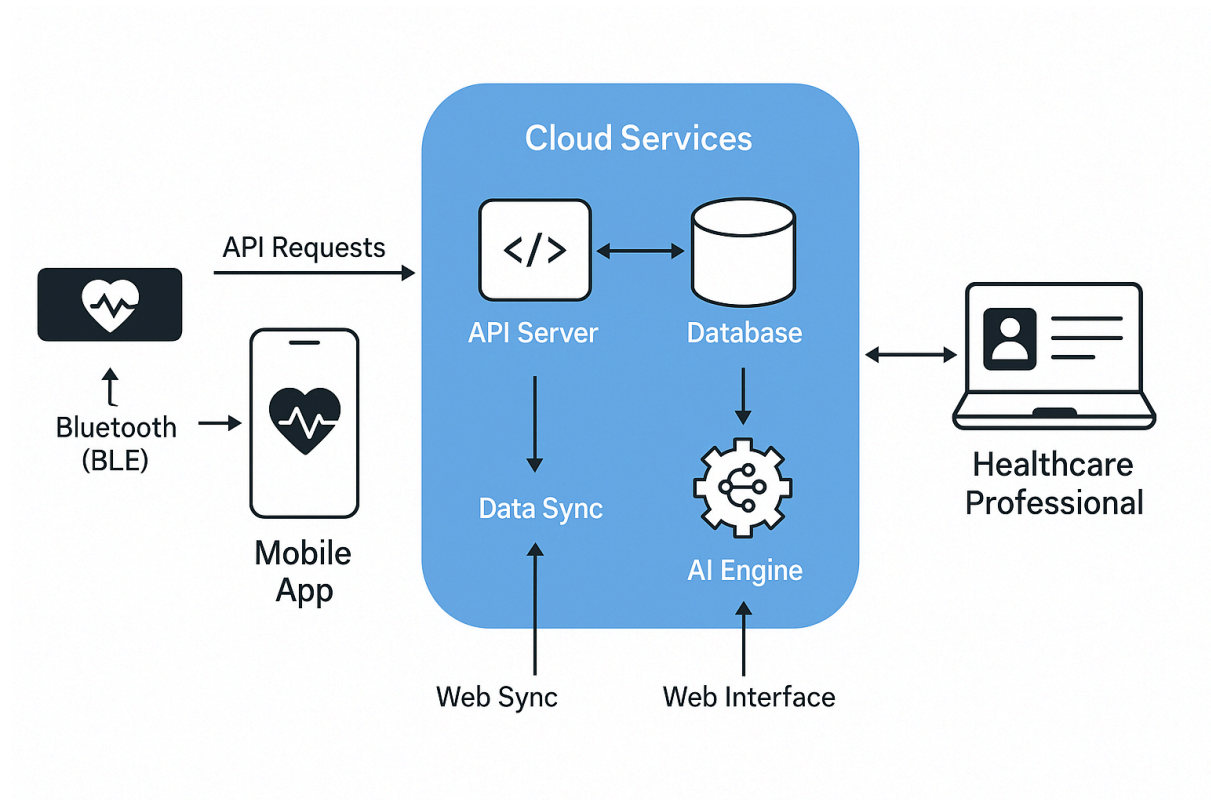 Cloud Services
API Requests
</>
API Server
Database
Bluetooth
(BLE)
Mobile
App
Data Sync
AI Engine
Healthcare
Professional
Web Sync
Web Interface